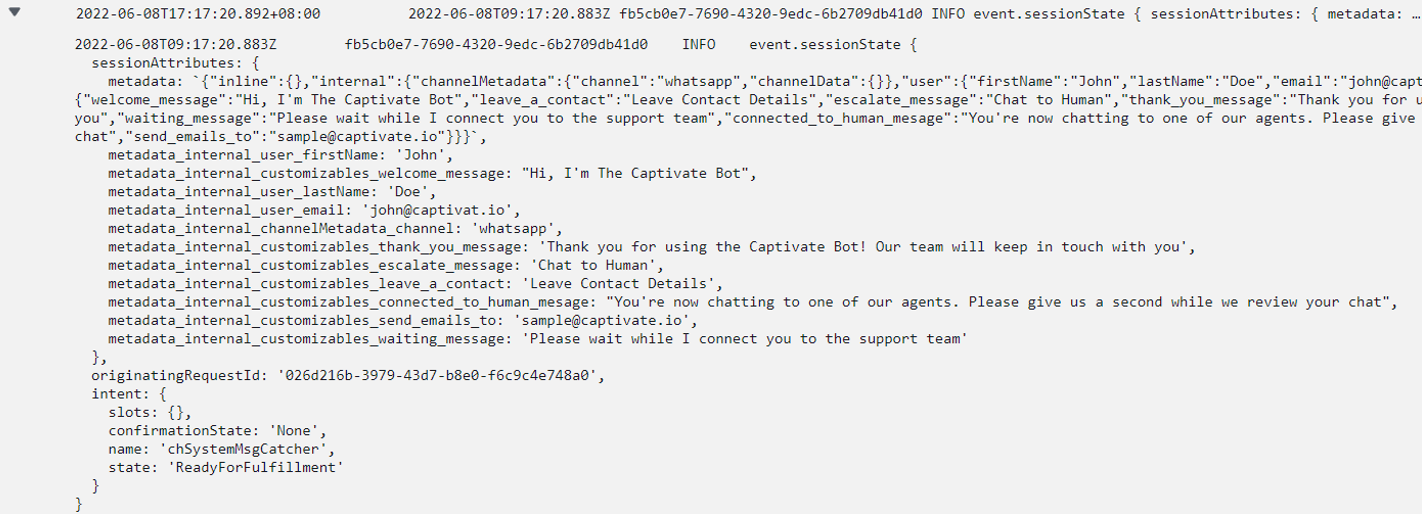 2022-06-08T17:17:20.892+08:00 2022-06-08T09:17:20.883Z fb5cb0e7-7690-4320-9edc-6b2709db41d0 INFO event.sessionState { sessionAttributes: { metadata: …
2022-06-08T09:17:20.883Z fb5cb0e7-7690-4320-9edc-6b2709db41d0 INFO event.sessionState {
sessionAttributes: {
metadata: `{"inline":{},"internal":{"channelMetadata":{"channel":"whatsapp","channelData":{}},"user":{"firstName":"John","lastName":"Doe","email":"john@capt
{"welcome_message":"Hi, I'm The Captivate Bot","leave_a_contact":"Leave Contact Details","escalate_message":"Chat to Human","thank_you_message":"Thank you for u
you","waiting_message":"Please wait while I connect you to the support team","connected_to_human_mesage":"You're now chatting to one of our agents. Please give
chat","send_emails_to":"sample@captivate.io"}}}`,
metadata_internal_user_firstName: 'John',
metadata_internal_customizables_welcome_message: "Hi, I'm The Captivate Bot",
metadata_internal_user_lastName: 'Doe',
metadata_internal_user_email: 'john@captivat.io',
metadata_internal_channelMetadata_channel: 'whatsapp',
metadata_internal_customizables_thank_you_message: 'Thank you for using the Captivate Bot! Our team will keep in touch with you',
metadata_internal_customizables_escalate_message: 'Chat to Human',
metadata_internal_customizables_leave_a_contact: 'Leave Contact Details',
metadata_internal_customizables_connected_to_human_mesage: "You're now chatting to one of our agents. Please give us a second while we review your chat",
metadata_internal_customizables_send_emails_to: 'sample@captivate.io',
metadata_internal_customizables_waiting_message: 'Please wait while I connect you to the support team'
},
originatingRequestId: '026d216b-3979-43d7-b8e0-f6c9c4e748a0',
intent: {
slots: {},
confirmationState: 'None',
name: 'chSystemMsgCatcher',
state: 'ReadyForFulfillment'
}
}